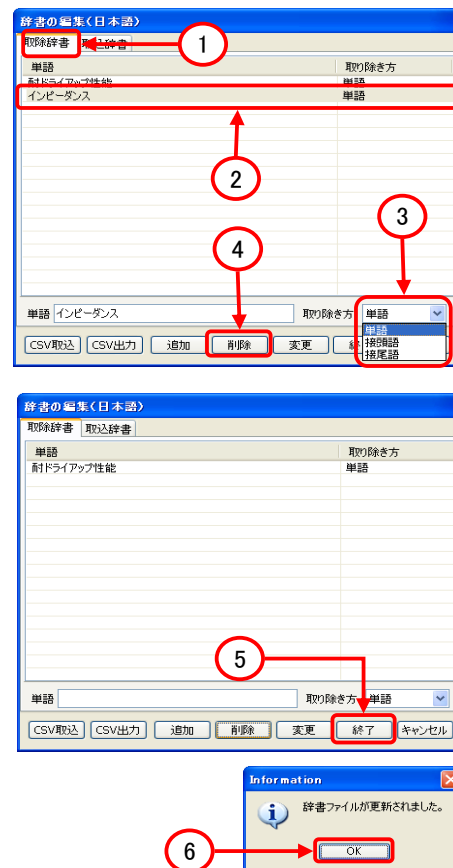 辞書の編集(日本語)
取除辞書 取込辞書
1
単語 取り除き方
耐ドライアップ性能 単語
インピーダンス 単語
2
3
4
単語 インピーダンス 取り除き方 単語
単語
接頭語
接尾語
CSV取込 CSV出力 追加 削除 変更
辞書の編集(日本語)
取除辞書 取込辞書
単語 取り除き方
耐ドライアップ性能 単語
5
単語 取り除き方 単語
CSV取込 CSV出力 追加 削除 変更 終了 キャンセル
Information
辞書ファイルが更新されました。
6
OK